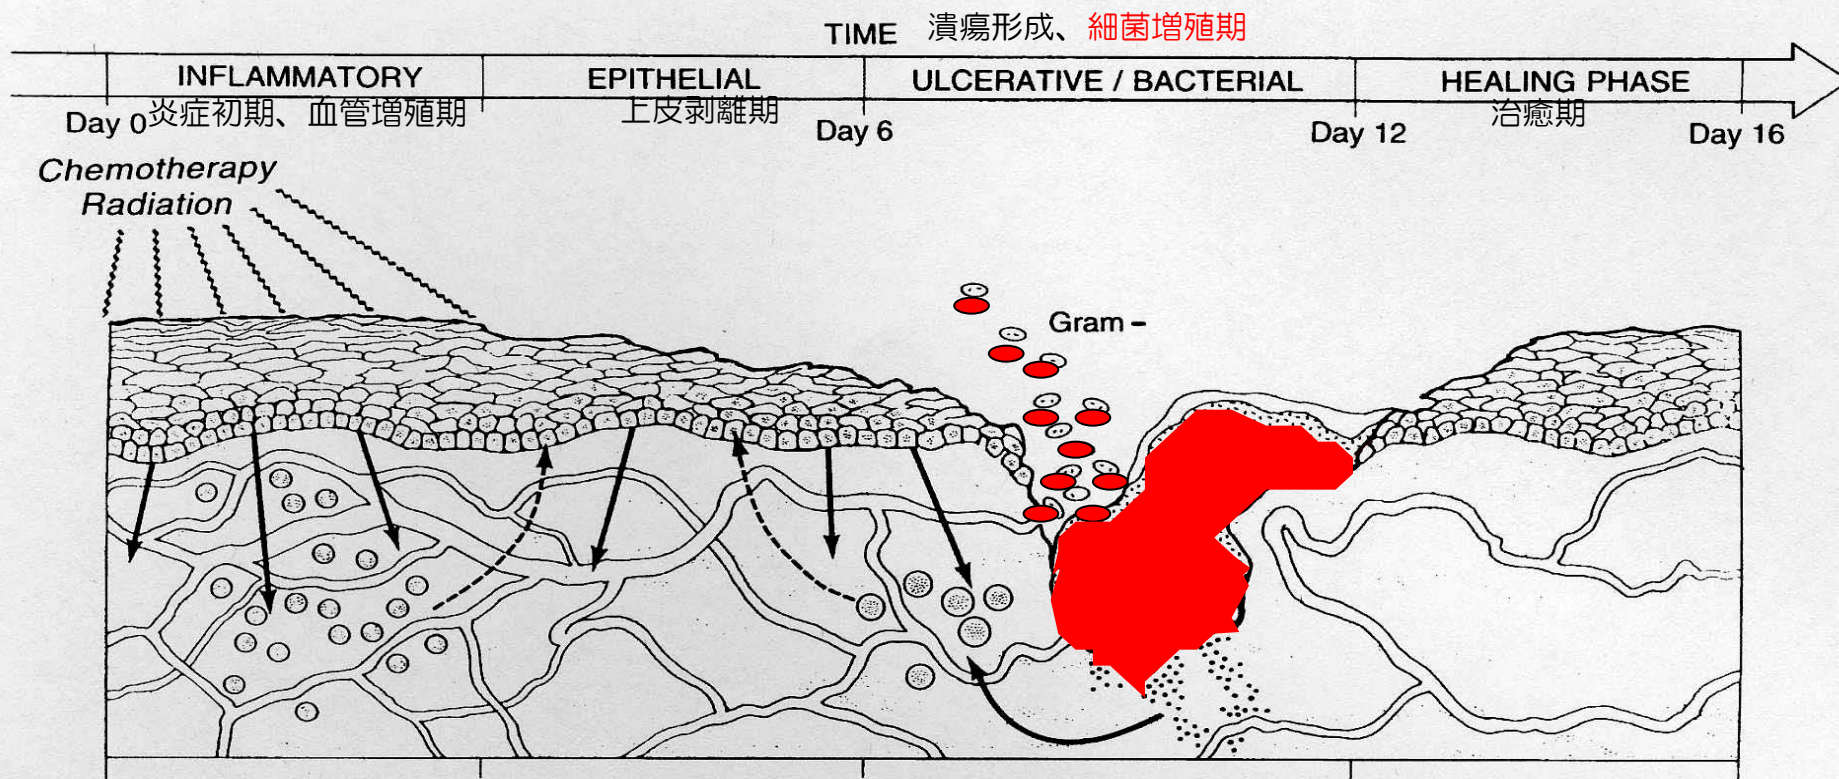 TIME 潰瘍形成、細菌増殖期
INFLAMMATORY EPITHELIAL ULCERATIVE / BACTERIAL HEALING PHASE
炎症初期、血管増殖期 上皮剥離期 治癒期
Day 0 Day 6 Day 12 Day 16
Chemotherapy
Radiation
Gram -